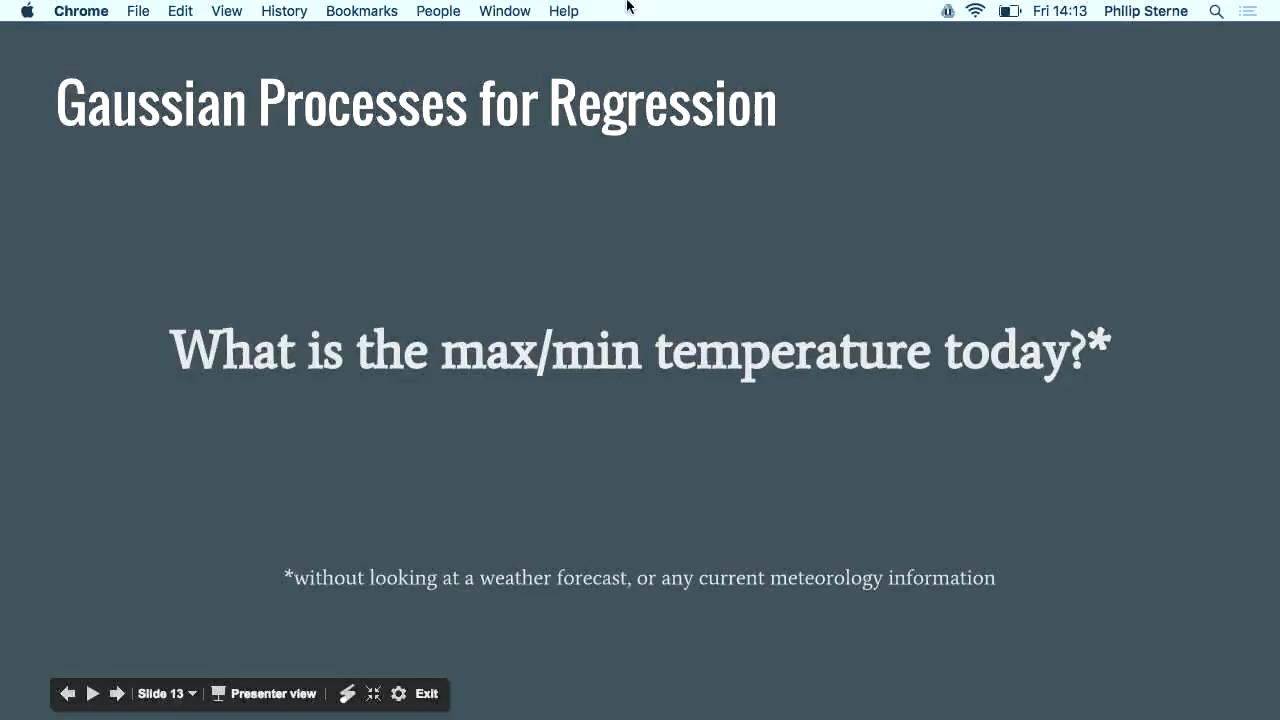 Chrome File Edit View History Bookmarks People Window Help Fri 14:13 Philip Sterne
Gaussian Processes for Regression
What is the max/min temperature today?*
*without looking at a weather forecast, or any current meteorology information
Slide 13 Presenter view Exit